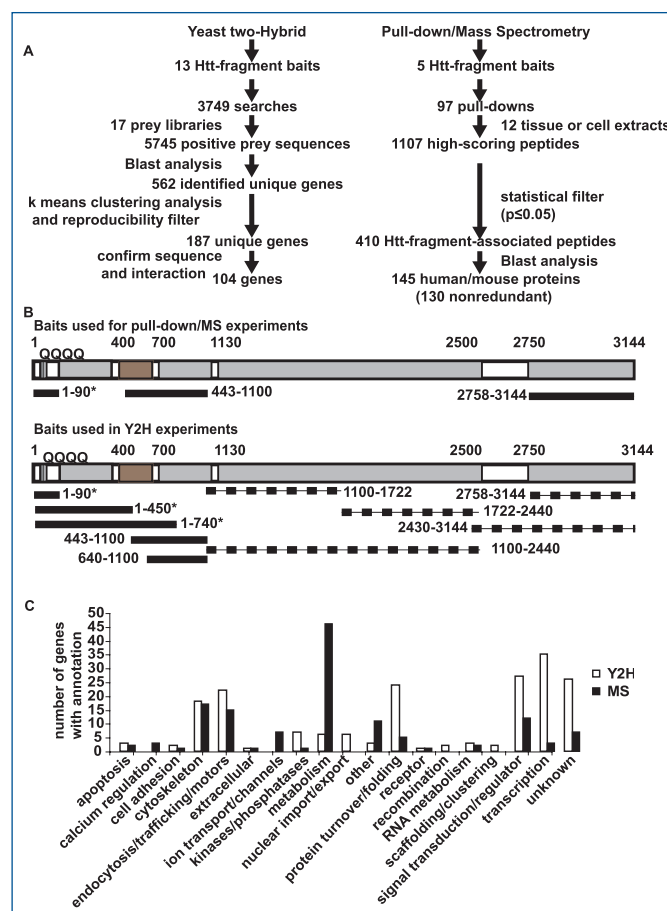 A
Yeast two-Hybrid
13 Htt-fragment baits
3749 searches
17 prey libraries
5745 positive prey sequences
Blast analysis
562 identified unique genes
k means clustering analysis
and reproducibility filter
187 unique genes
confirm sequence
and interaction
104 genes
Pull-down/Mass Spectrometry
5 Htt-fragment baits
97 pull-downs
12 tissue or cell extracts
1107 high-scoring peptides
statistical filter
(p≤0.05)
410 Htt-fragment-associated peptides
Blast analysis
145 human/mouse proteins
(130 nonredundant)
B
Baits used for pull-down/MS experiments
1 400 700 1130 2500 2750 3144
QQQQ
1-90* 443-1100 2758-3144
Baits used in Y2H experiments
1 400 700 1130 2500 2750 3144
QQQQ
1-90* 1100-1722 2758-3144
1-450* 1722-2440
1-740* 2430-3144
443-1100 1100-2440
640-1100
C
number of genes
with annotation
50
45
40
35
30
25
20
15
10
5
0
Y2H
MS
apoptosis
calcium regulation
cell adhesion
cytoskeleton
endocytosis/trafficking/motors
extracellular
ion transport/channels
kinases/phosphatases
metabolism
nuclear import/export
other
protein turnover/folding
receptor
recombination
RNA metabolism
scaffolding/clustering
signal transduction/regulator
transcription
unknown